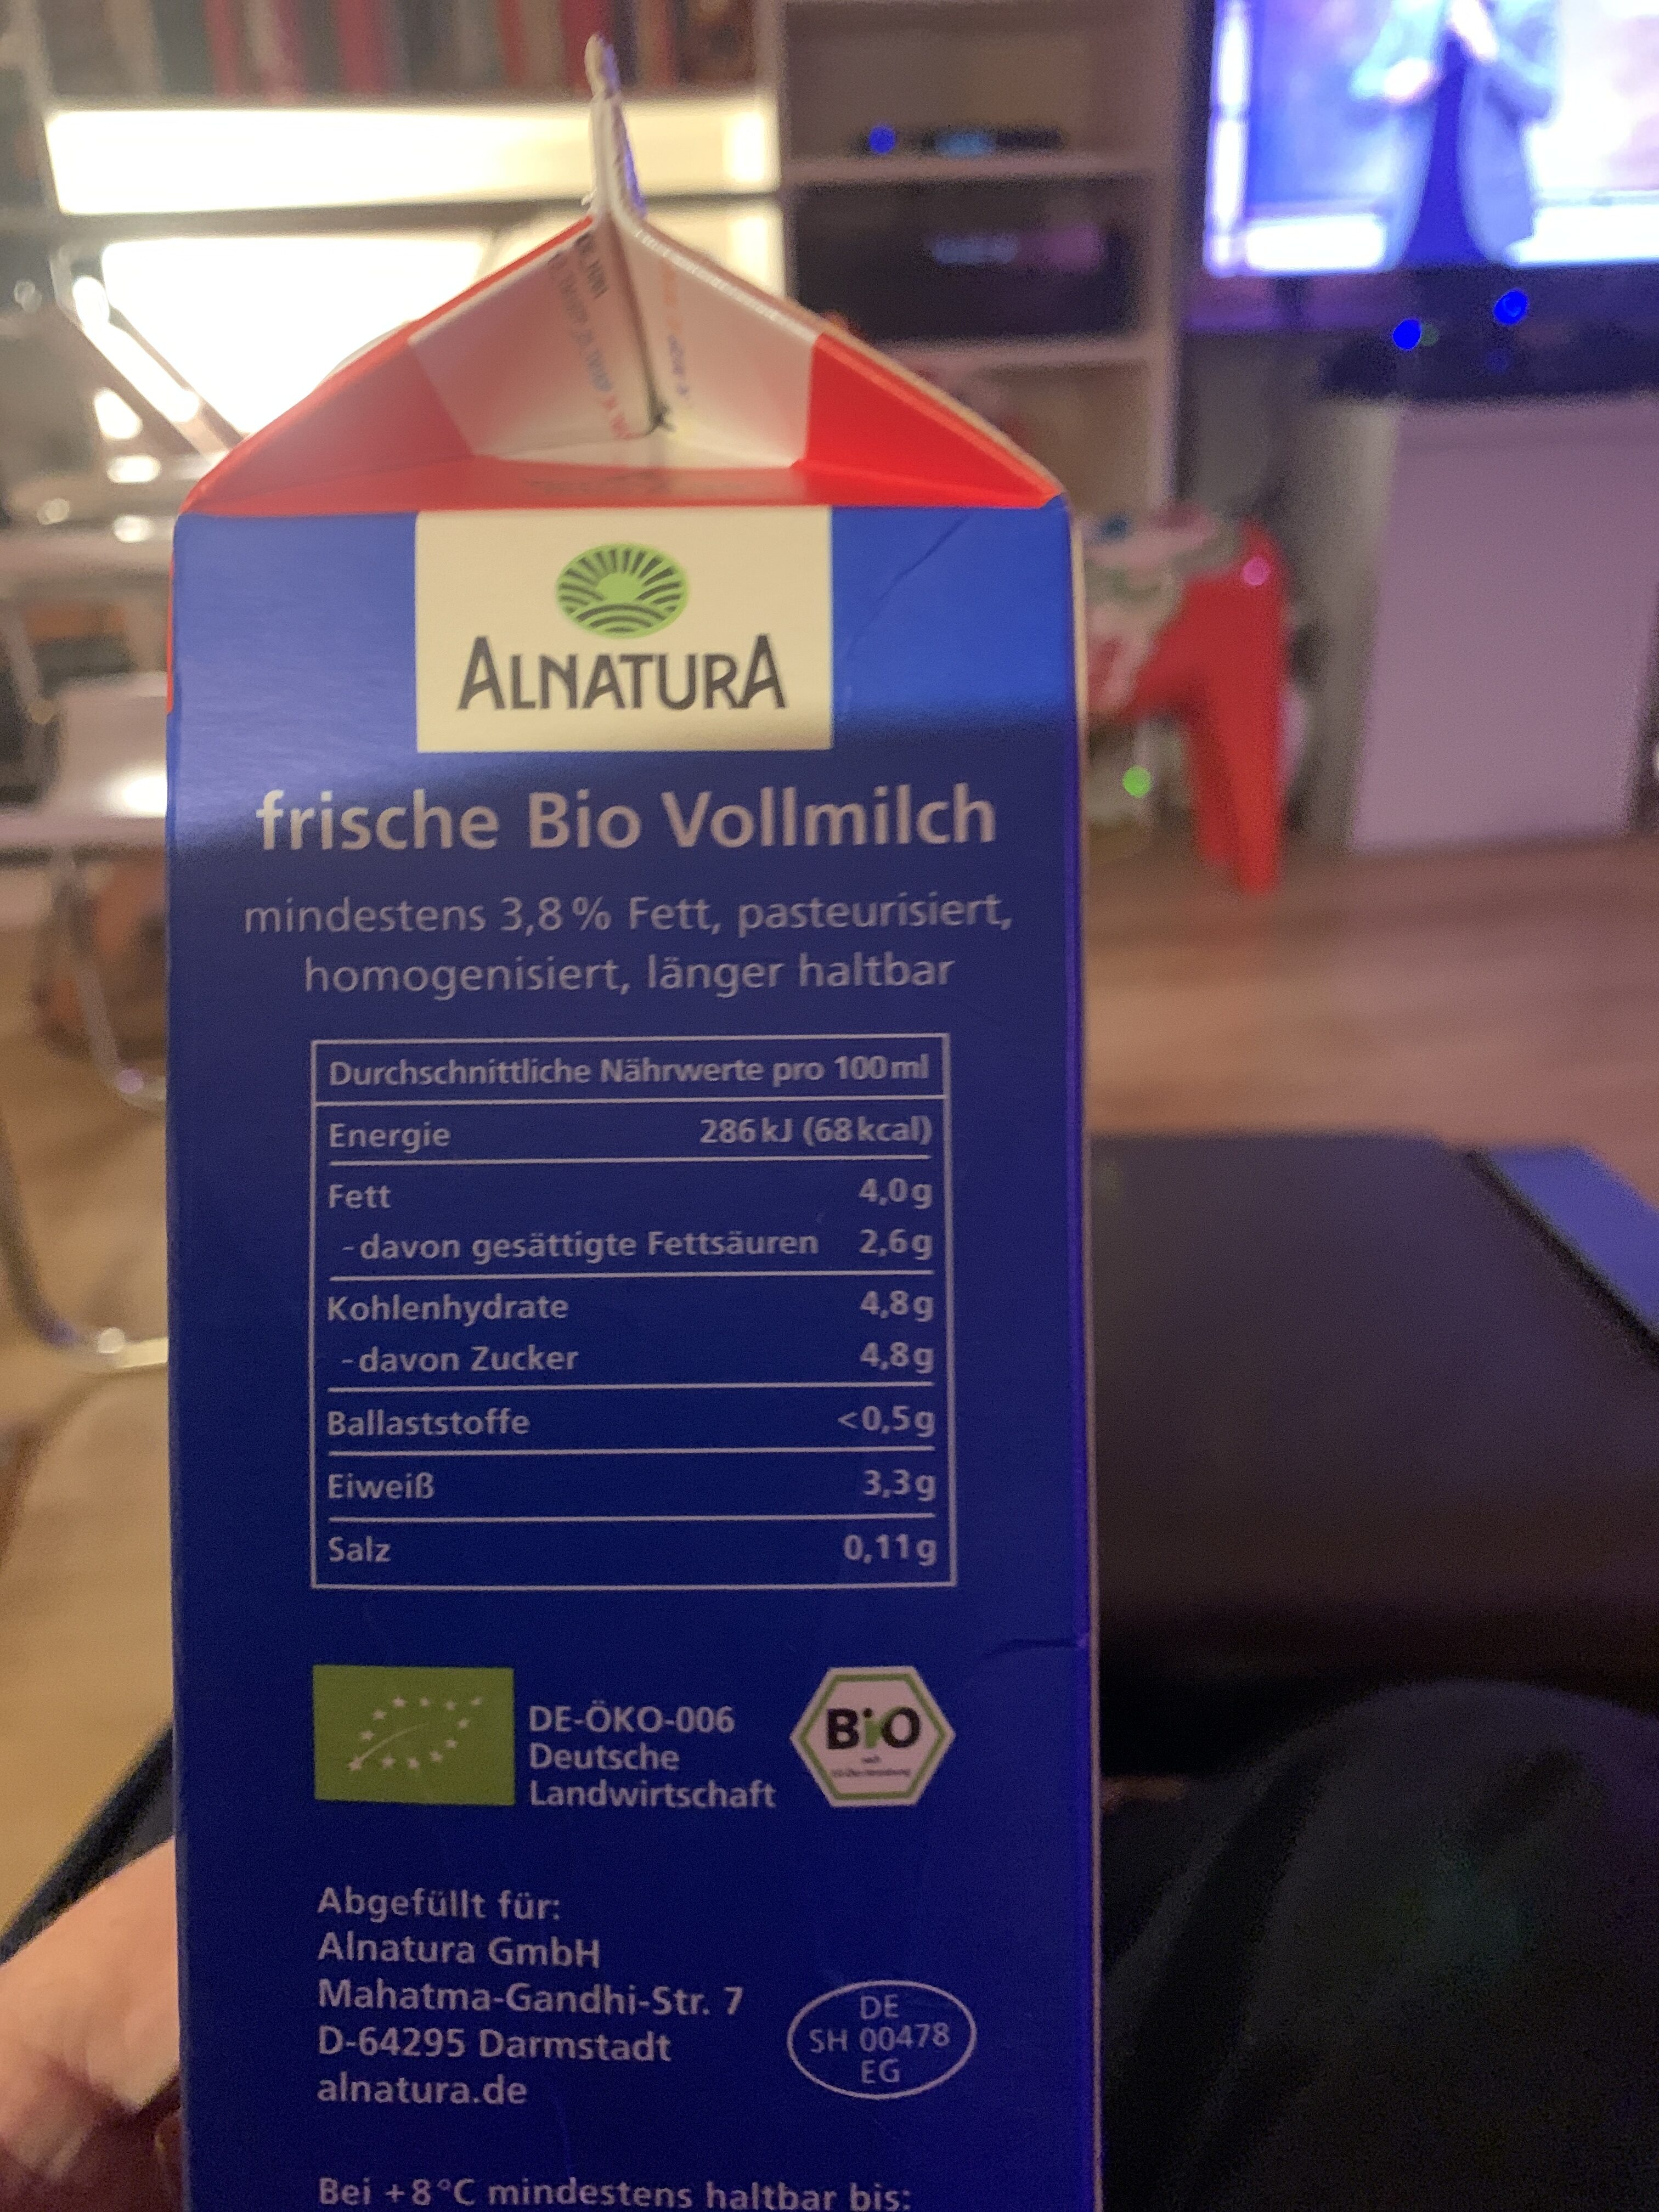 ALNATURA
frische Bio Vollmilch
mindestens 3,8 % Fett, pasteurisiert,
homogenisiert, länger haltbar
Durchschnittliche Nährwerte pro 100 ml
Energie 286 kJ (68 kcal)
Fett 4,0 g
- davon gesättigte Fettsäuren 2,6 g
Kohlenhydrate 4,8 g
- davon Zucker 4,8 g
Ballaststoffe <0,5 g
Eiweiß 3,3 g
Salz 0,11 g
DE-ÖKO-006
Deutsche
Landwirtschaft
BiO
Abgefüllt für:
Alnatura GmbH
Mahatma-Gandhi-Str. 7
D-64295 Darmstadt
alnatura.de
DE
SH 00478
EG
Bei +8 °C mindestens haltbar bis: